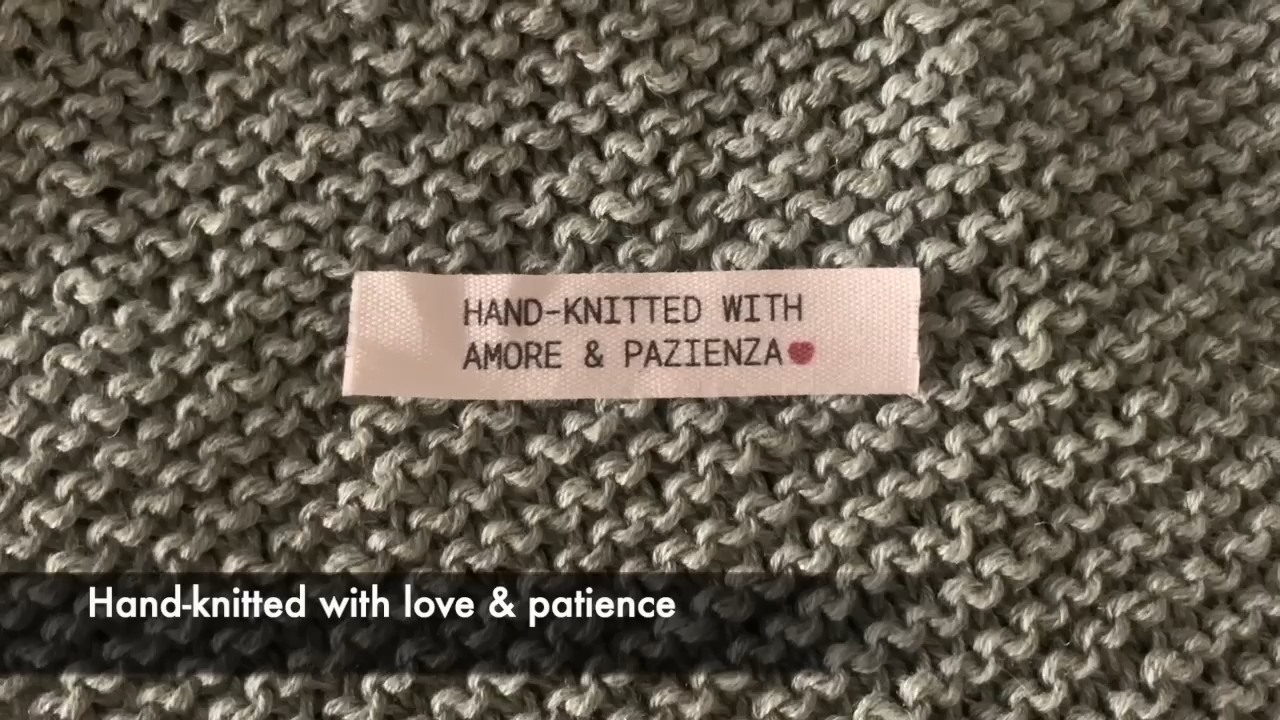 HAND-KNITTED WITH
AMORE & PAZIENZA
Hand-knitted with love & patience